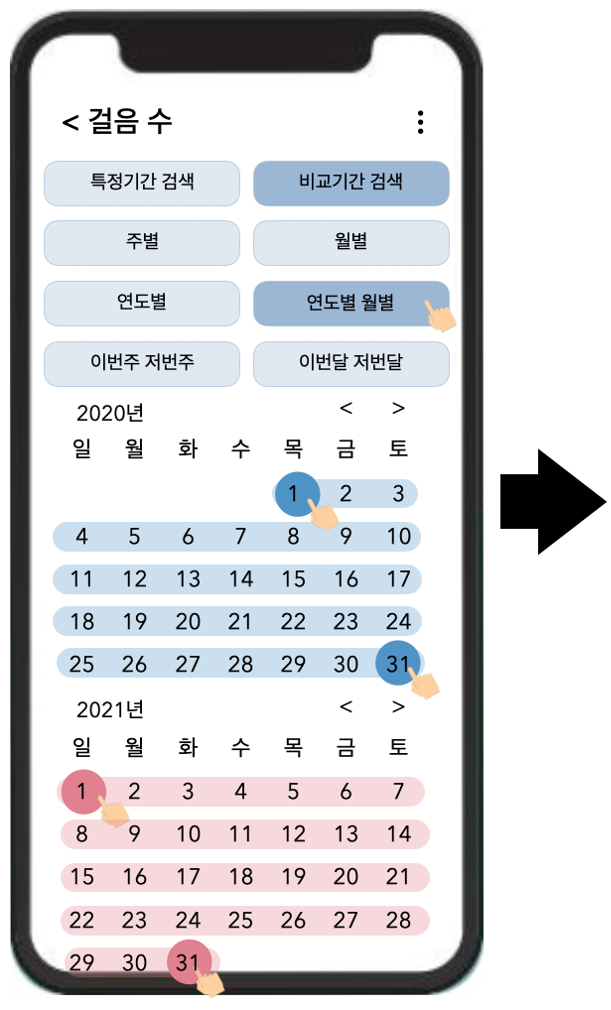 < 걸음 수
특정기간 검색 비교기간 검색
주별 월별
연도별 연도별 월별
이번주 저번주 이번달 저번달
2020년 < >
일 월 화 수 목 금 토
1 2 3
4 5 6 7 8 9 10
11 12 13 14 15 16 17
18 19 20 21 22 23 24
25 26 27 28 29 30 31
2021년 < >
일 월 화 수 목 금 토
1 2 3 4 5 6 7
8 9 10 11 12 13 14
15 16 17 18 19 20 21
22 23 24 25 26 27 28
29 30 31